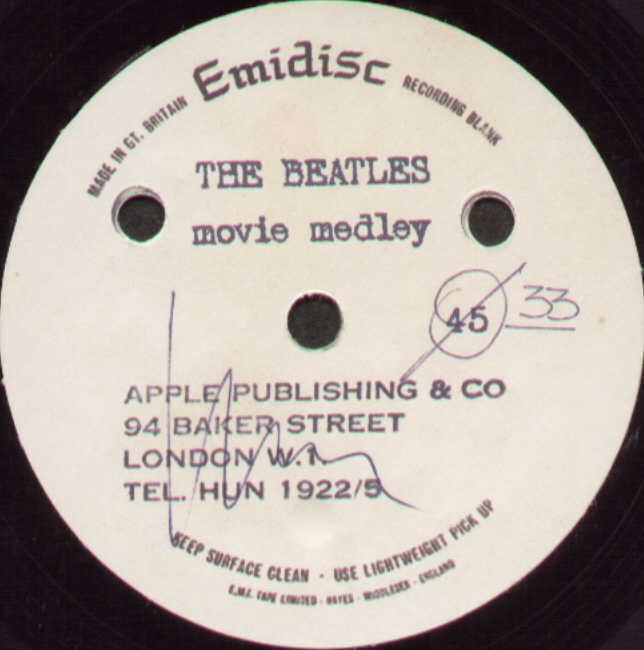 Emidisc
MADE IN GT. BRITAIN
RECORDING BLANK
THE BEATLES
movie medley
45 33
APPLE PUBLISHING & CO
94 BAKER STREET
LONDON W.1
TEL. HUN 1922/5
KEEP SURFACE CLEAN · USE LIGHTWEIGHT PICK UP
E.M.I. TAPE LIMITED · HAYES · MIDDLESEX · ENGLAND